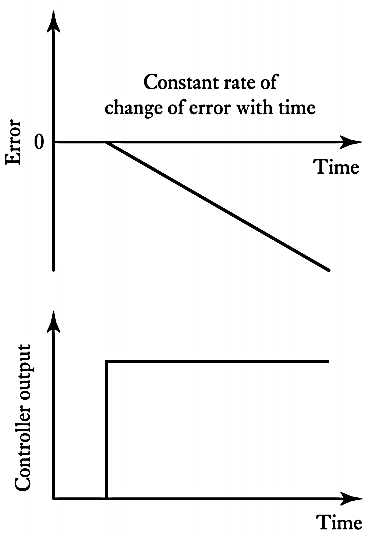 Constant rate of
change of error with time
Error
0
Time
Controller output
Time